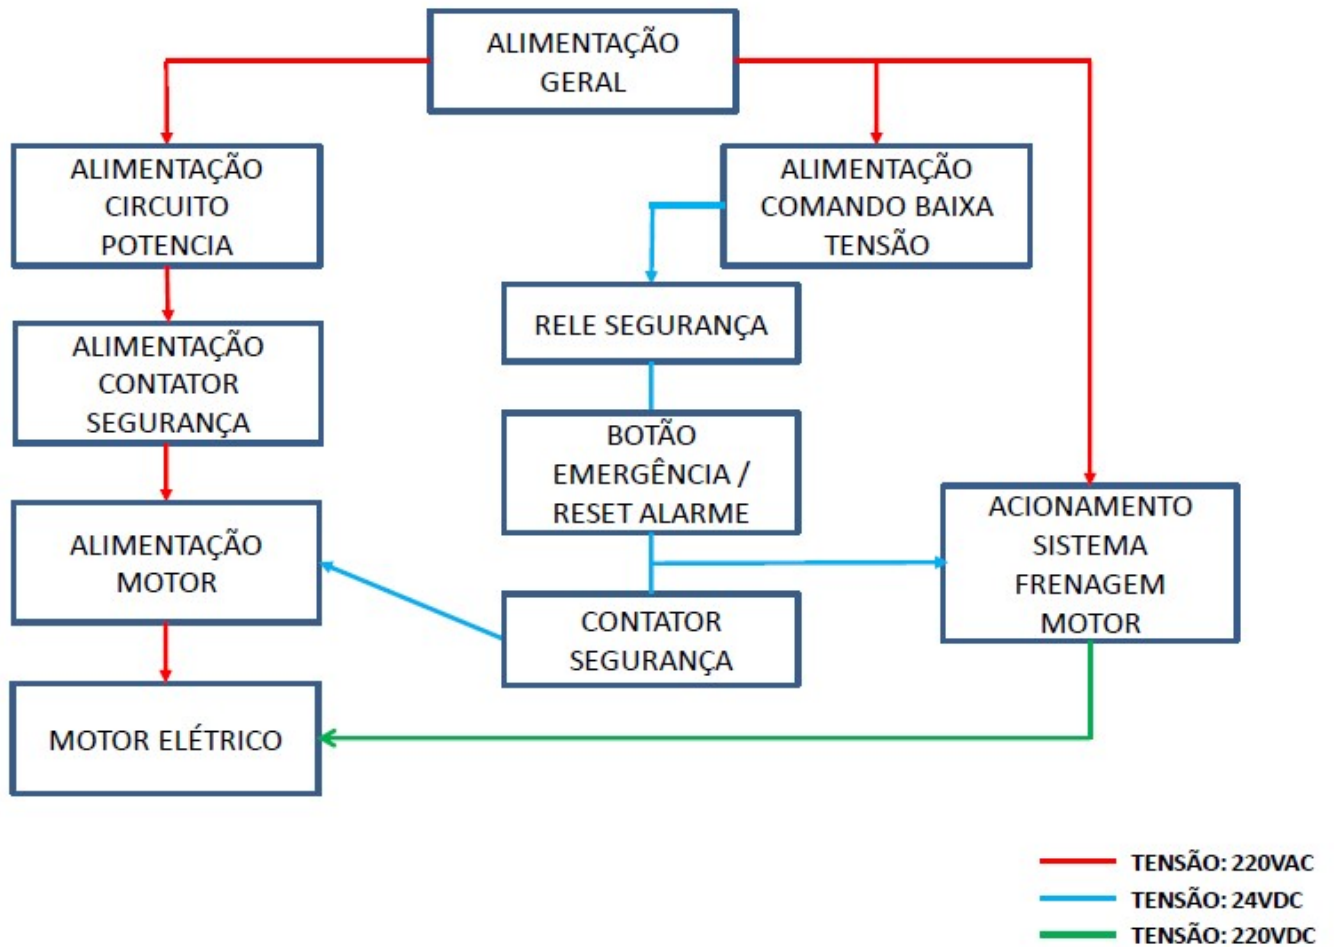 ALIMENTAÇÃO
GERAL
ALIMENTAÇÃO
CIRCUITO
POTENCIA
ALIMENTAÇÃO
COMANDO BAIXA
TENSÃO
RELE SEGURANÇA
ALIMENTAÇÃO
CONTATOR
SEGURANÇA
BOTÃO
EMERGÊNCIA /
RESET ALARME
ALIMENTAÇÃO
MOTOR
ACIONAMENTO
SISTEMA
FRENAGEM
MOTOR
CONTATOR
SEGURANÇA
MOTOR ELÉTRICO
TENSÃO: 220VAC
TENSÃO: 24VDC
TENSÃO: 220VDC